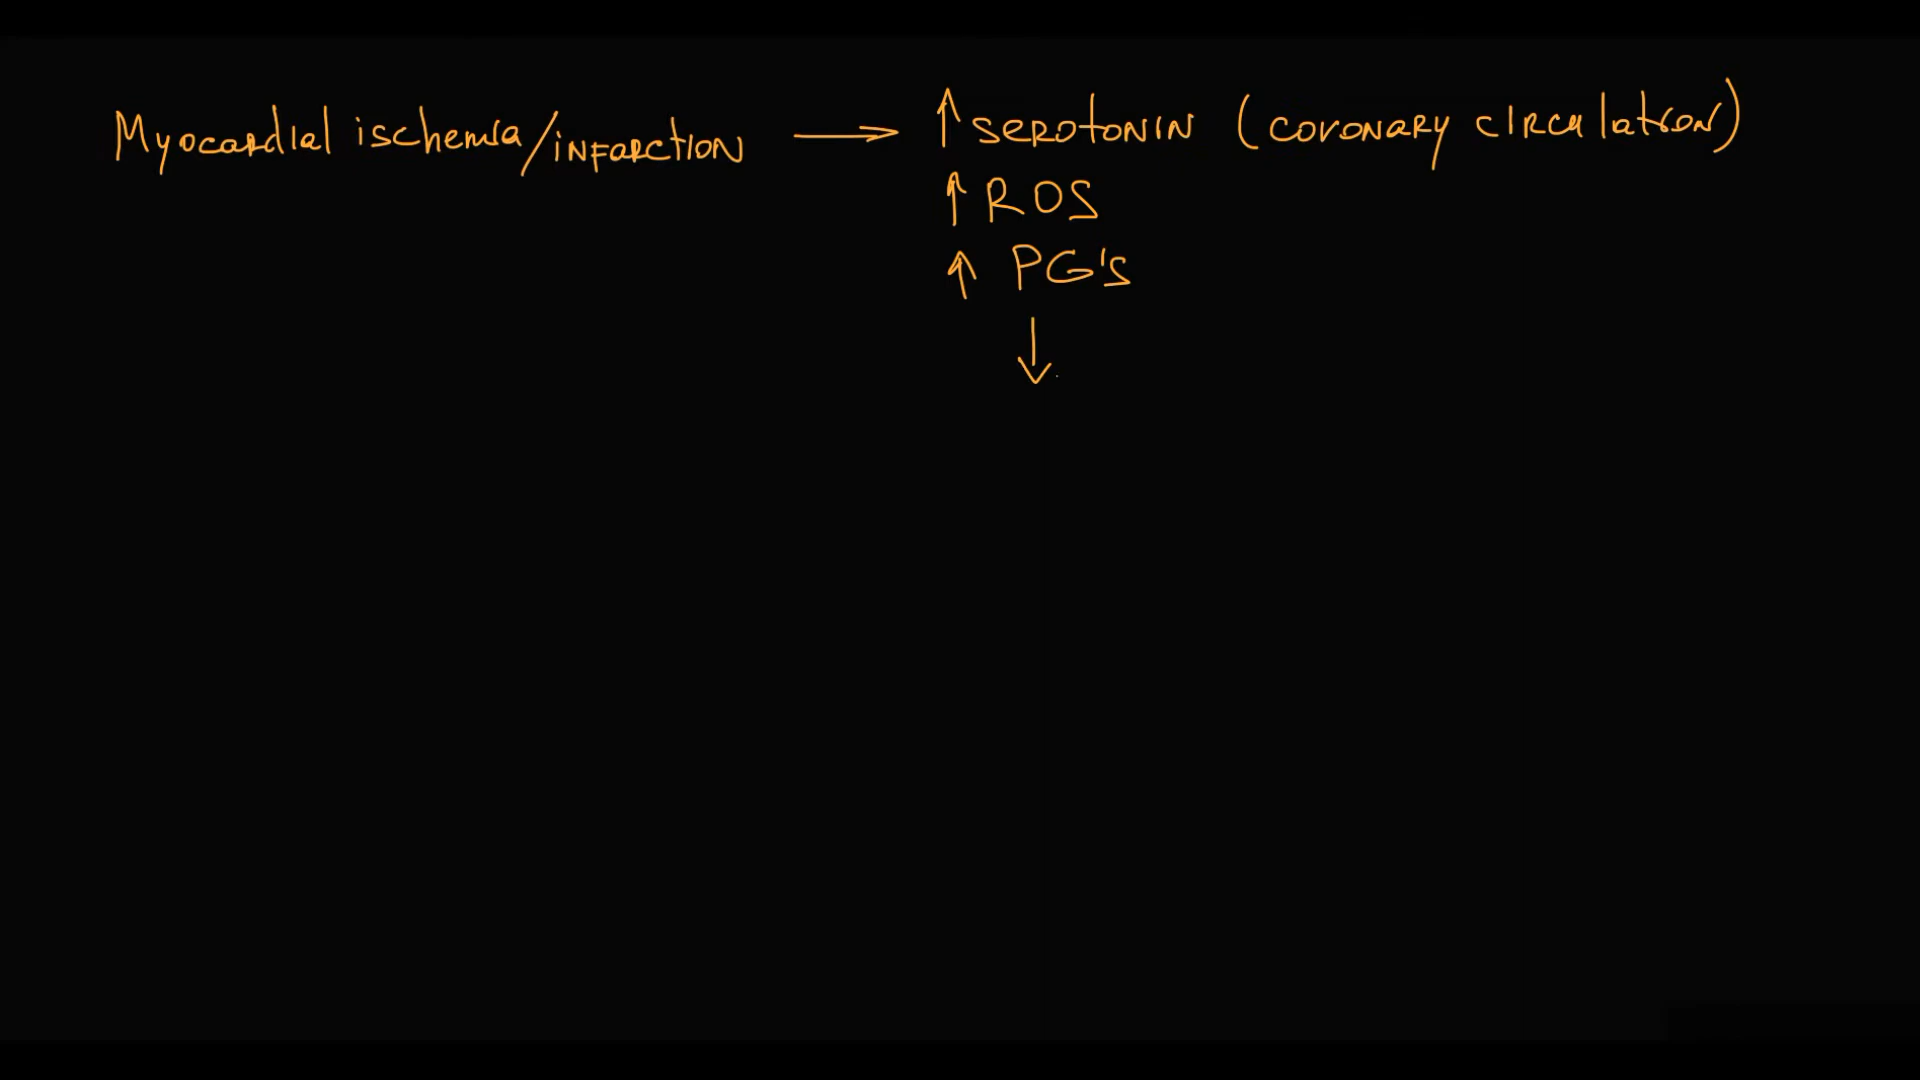 Myocardial ischemia/infarction → ↑ serotonin (coronary circulation)
↑ ROS
↑ PG's
↓